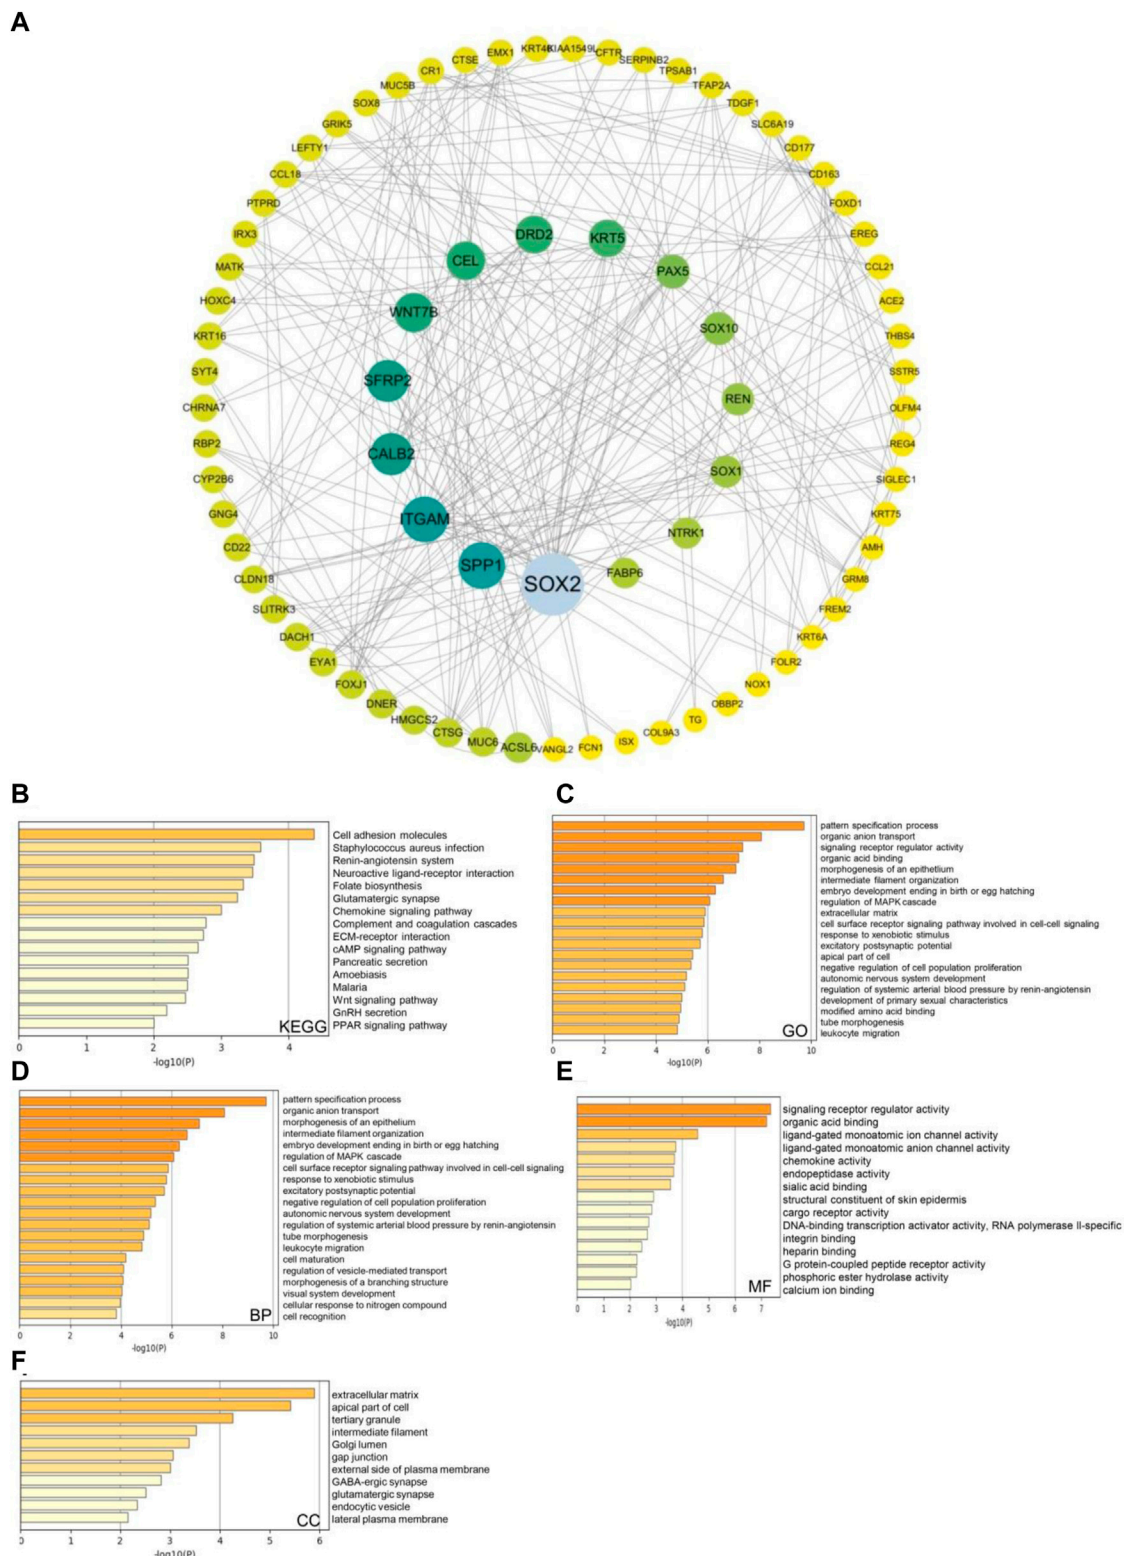 A
EMX1
KRT4
KIAA1549L
CFTR
SERPINB2
TPSAB1
TFAP2A
TDGF1
SLC6A19
CD177
CD163
FOXD1
EREG
CCL21
ACE2
THBS4
SSTR5
OLFM4
REG4
SIGLEC1
KRT75
AMH
GRM8
FREM2
KRT6A
FOLR2
NOX1
OBBP2
TG
COL9A3
ISX
FCN1
VANGL2
ACSL6
MUC6
CTSG
HMGCS2
DNER
FOXJ1
EYA1
DACH1
SLITRK3
CLDN18
CD22
GNG4
CYP2B6
RBP2
CHRNA7
SYT4
KRT16
HOXC4
MATK
IRX3
PTPRD
CCL18
LEFTY1
GRIK5
SOX8
MUC5B
CR1
CTSE
DRD2
KRT5
PAX5
SOX10
REN
SOX1
NTRK1
FABP6
SOX2
SPP1
ITGAM
CALB2
SFRP2
WNT7B
CEL
B
Cell adhesion molecules
Staphylococcus aureus infection
Renin-angiotensin system
Neuroactive ligand-receptor interaction
Folate biosynthesis
Glutamatergic synapse
Chemokine signaling pathway
Complement and coagulation cascades
ECM-receptor interaction
cAMP signaling pathway
Pancreatic secretion
Amoebiasis
Malaria
Wnt signaling pathway
GnRH secretion
PPAR signaling pathway
KEGG
0 1 2 3 4
-log10(P)
C
pattern specification process
organic anion transport
signaling receptor regulator activity
organic acid binding
morphogenesis of an epithetlium
intermediate filament organization
embryo development ending in birth or egg hatching
regulation of MAPK cascade
extracellular matrix
cell surface receptor signaling pathway involved in cell-cell signaling
response to xenobiotic stimulus
excitatory postsynaptic potential
apical part of cell
negative regulation of cell population proliferation
autonomic nervous system development
regulation of systemic arterial blood pressure by renin-angiotensin
development of primary sexual characteristics
modified amino acid binding
tube morphogenesis
leukocyte migration
GO
0 2 4 6 8 10
-log10(P)
D
pattern specification process
organic anion transport
morphogenesis of an epithelium
intermediate filament organization
embryo development ending in birth or egg hatching
regulation of MAPK cascade
cell surface receptor signaling pathway involved in cell-cell signaling
response to xenobiotic stimulus
excitatory postsynaptic potential
negative regulation of cell population proliferation
autonomic nervous system development
regulation of systemic arterial blood pressure by renin-angiotensin
tube morphogenesis
leukocyte migration
cell maturation
regulation of vesicle-mediated transport
morphogenesis of a branching structure
visual system development
cellular response to nitrogen compound
cell recognition
BP
0 2 4 6 8 10
-log10(P)
E
signaling receptor regulator activity
organic acid binding
ligand-gated monoatomic ion channel activity
ligand-gated monoatomic anion channel activity
chemokine activity
endopeptidase activity
sialic acid binding
structural constituent of skin epidermis
cargo receptor activity
DNA-binding transcription activator activity, RNA polymerase II-specific
integrin binding
heparin binding
G protein-coupled peptide receptor activity
phosphoric ester hydrolase activity
calcium ion binding
MF
0 1 2 3 4 5 6 7
-log10(P)
F
extracellular matrix
apical part of cell
tertiary granule
intermediate filament
Golgi lumen
gap junction
external side of plasma membrane
GABA-ergic synapse
glutamatergic synapse
endocytic vesicle
lateral plasma membrane
CC
0 1 2 3 4 5 6
-log10(P)